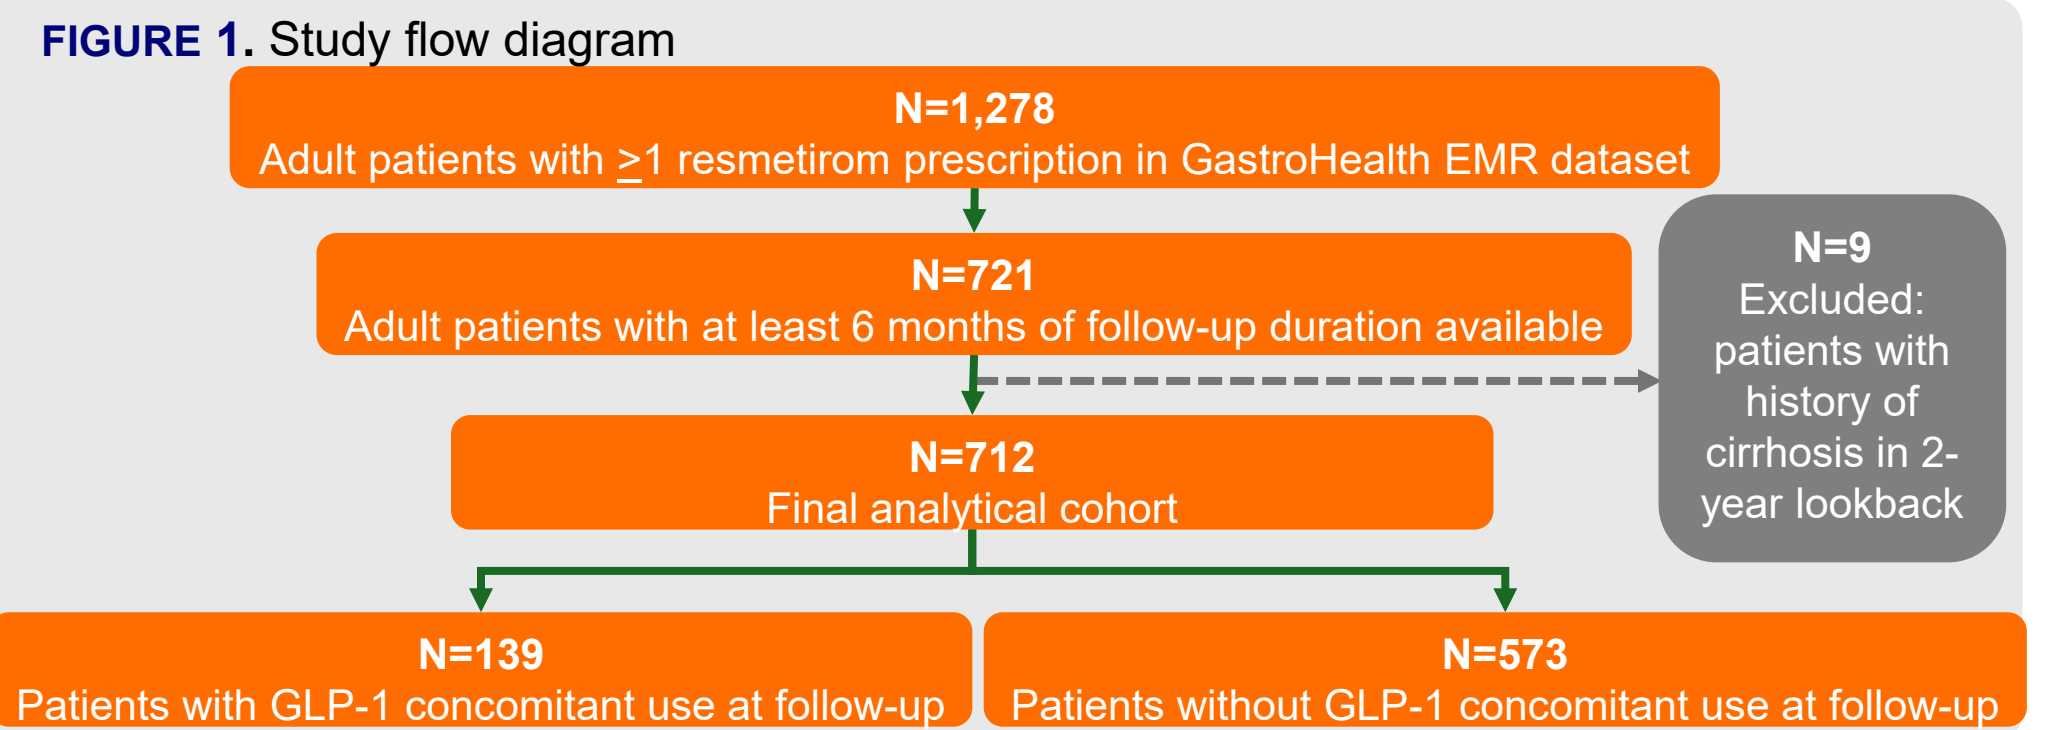 FIGURE 1. Study flow diagram
N=1,278
Adult patients with >1 resmetirom prescription in GastroHealth EMR dataset
N=721
Adult patients with at least 6 months of follow-up duration available
N=9
Excluded:
patients with
history of
cirrhosis in 2-
year lookback
N=712
Final analytical cohort
N=139
Patients with GLP-1 concomitant use at follow-up
N=573
Patients without GLP-1 concomitant use at follow-up